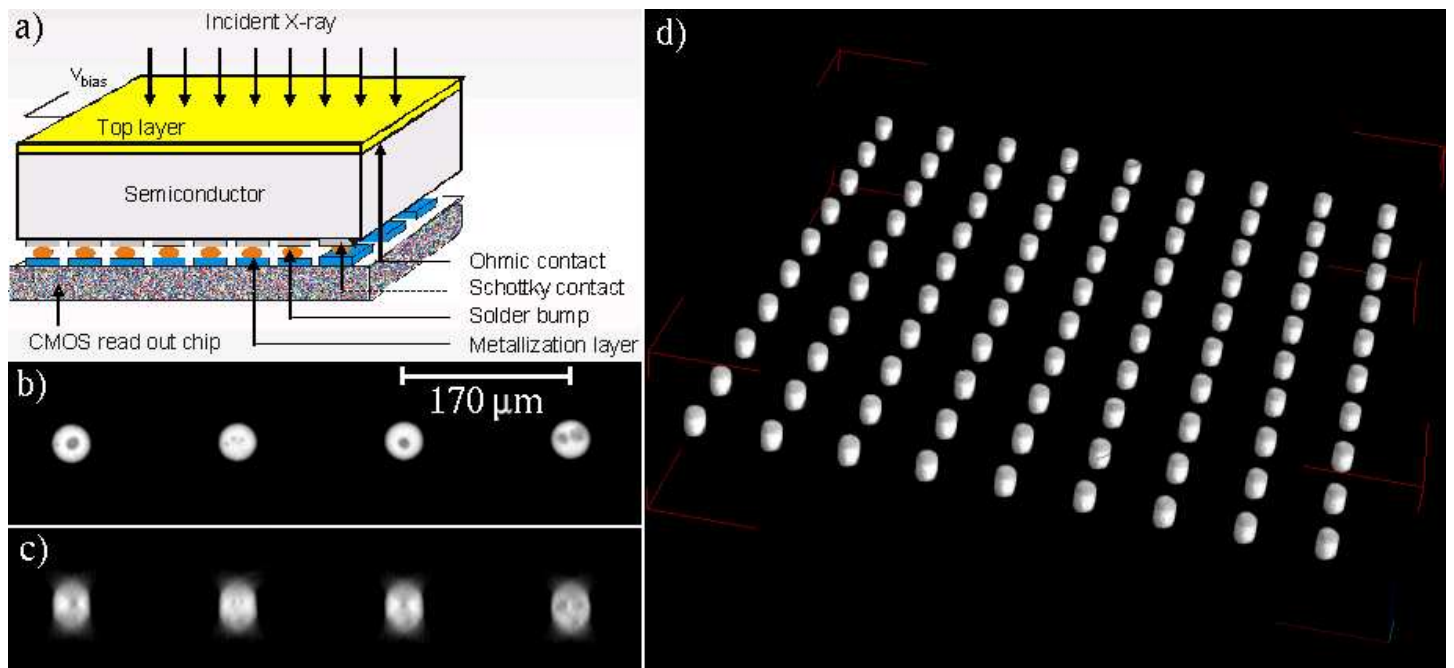 a)
Incident X-ray
Vbias
Top layer
Semiconductor
Ohmic contact
Schottky contact
Solder bump
CMOS read out chip
Metallization layer
b)
170 μm
c)
d)